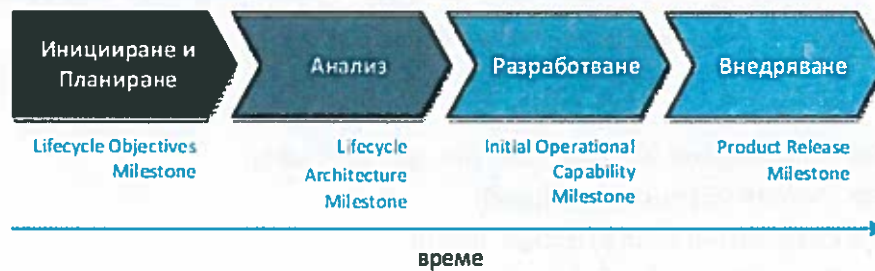 Иницииране и
Планиране
Анализ
Разработване
Внедряване
Lifecycle Objectives
Milestone
Lifecycle
Architecture
Milestone
Initial Operational
Capability
Milestone
Product Release
Milestone
време